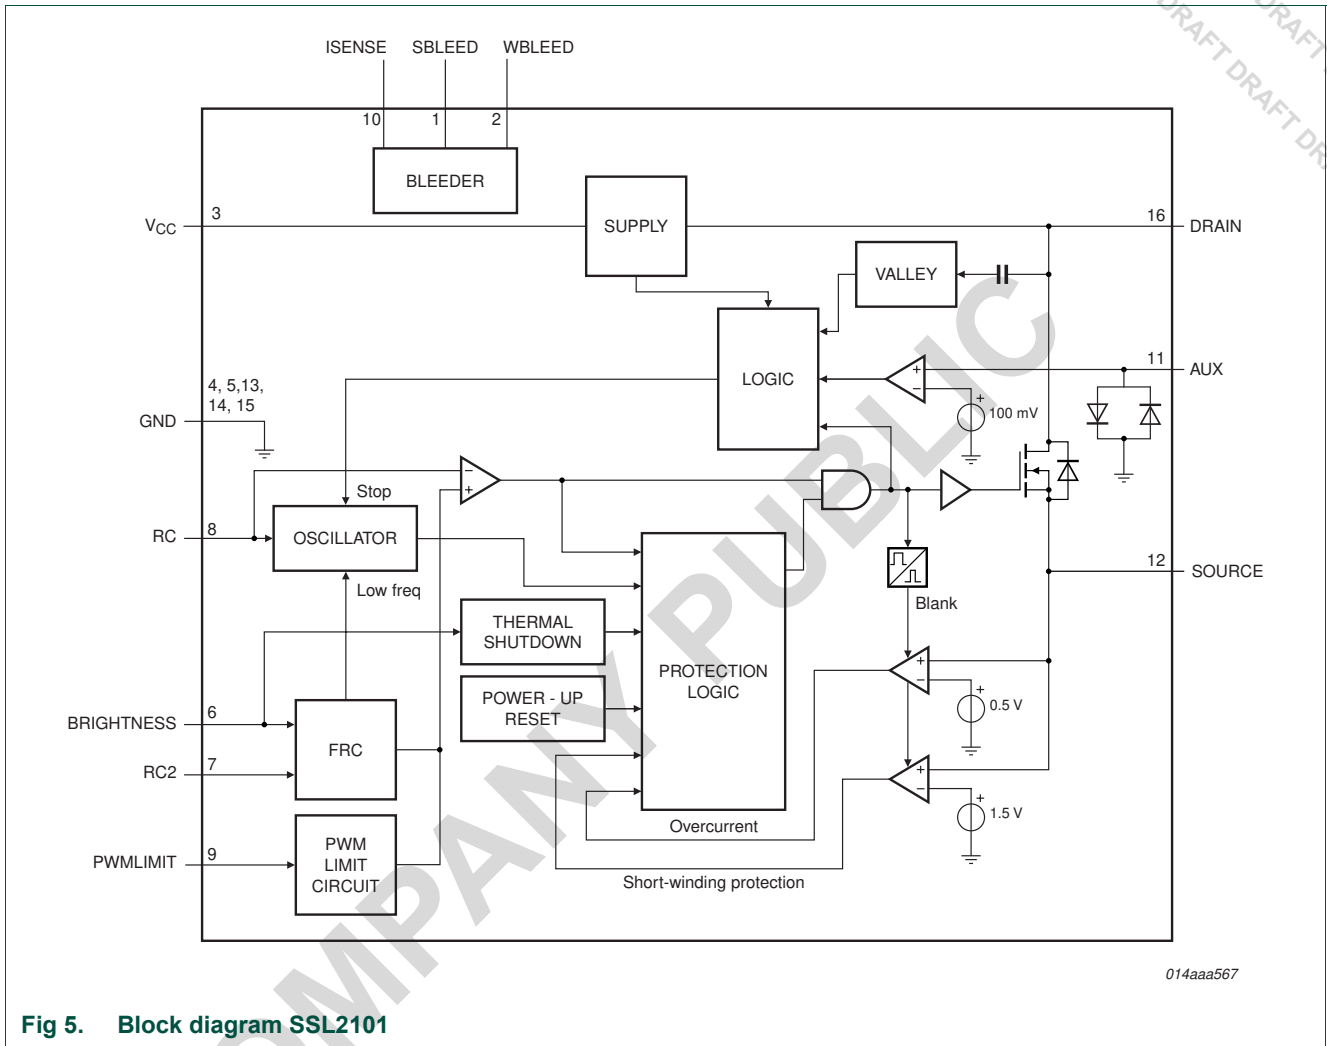 DRAFT DRAFT
DRAFT DRAFT DRA
ISENSE SBLEED WBLEED
10 1 2
BLEEDER
VCC 3
SUPPLY
16 DRAIN
VALLEY
LOGIC
11 AUX
+
−
+
100 mV
4, 5,13,
14, 15
GND
−
+
Stop
RC 8
OSCILLATOR
Low freq
12 SOURCE
Blank
THERMAL
SHUTDOWN
PROTECTION
LOGIC
POWER - UP
RESET
+
−
+
0.5 V
BRIGHTNESS 6
FRC
RC2 7
+
−
+
1.5 V
Overcurrent
PWMLIMIT 9
PWM
LIMIT
CIRCUIT
Short-winding protection
OMPANY PUBLIC
014aaa567
Fig 5. Block diagram SSL2101